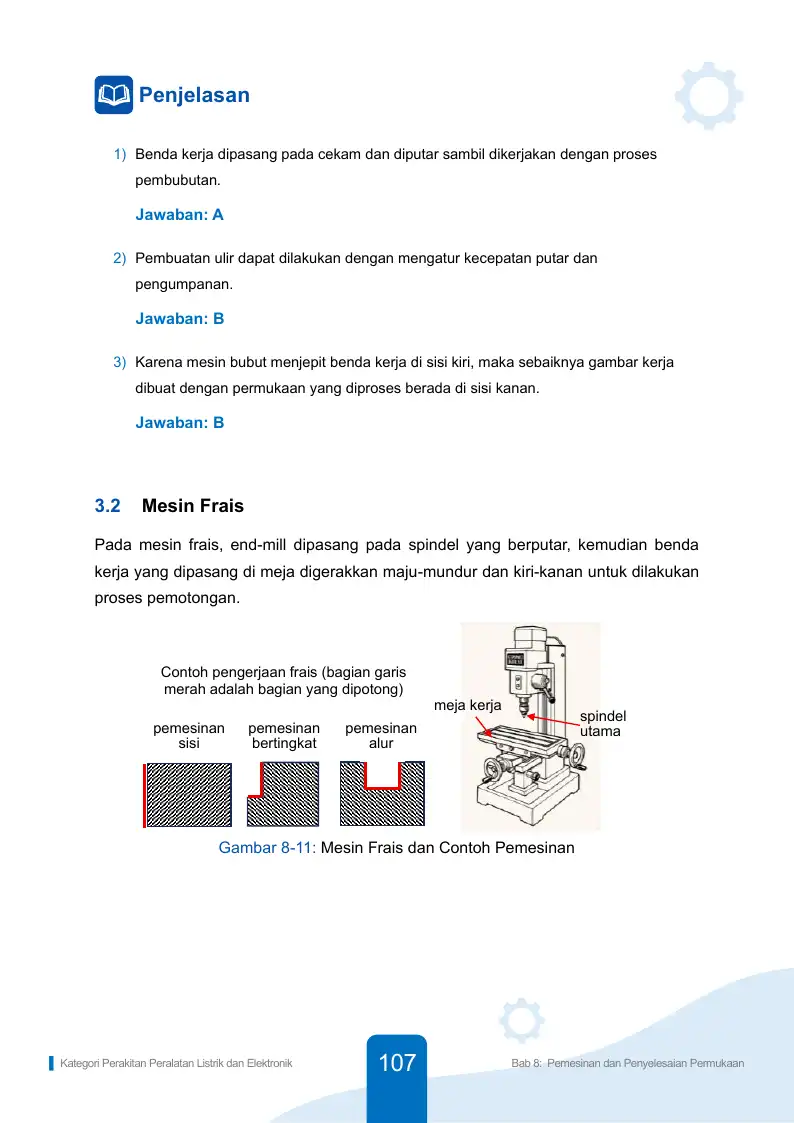 Penjelasan
1) Benda kerja dipasang pada cekam dan diputar sambil dikerjakan dengan proses
pembubutan.
Jawaban: A
2) Pembuatan ulir dapat dilakukan dengan mengatur kecepatan putar dan
pengumpanan.
Jawaban: B
3) Karena mesin bubut menjepit benda kerja di sisi kiri, maka sebaiknya gambar kerja
dibuat dengan permukaan yang diproses berada di sisi kanan.
Jawaban: B
3.2 Mesin Frais
Pada mesin frais, end-mill dipasang pada spindel yang berputar, kemudian benda
kerja yang dipasang di meja digerakkan maju-mundur dan kiri-kanan untuk dilakukan
proses pemotongan.
Contoh pengerjaan frais (bagian garis
merah adalah bagian yang dipotong)
pemesinan
sisi
pemesinan
bertingkat
pemesinan
alur
meja kerja
spindel
utama
Gambar 8-11: Mesin Frais dan Contoh Pemesinan
Kategori Perakitan Peralatan Listrik dan Elektronik
107
Bab 8: Pemesinan dan Penyelesaian Permukaan